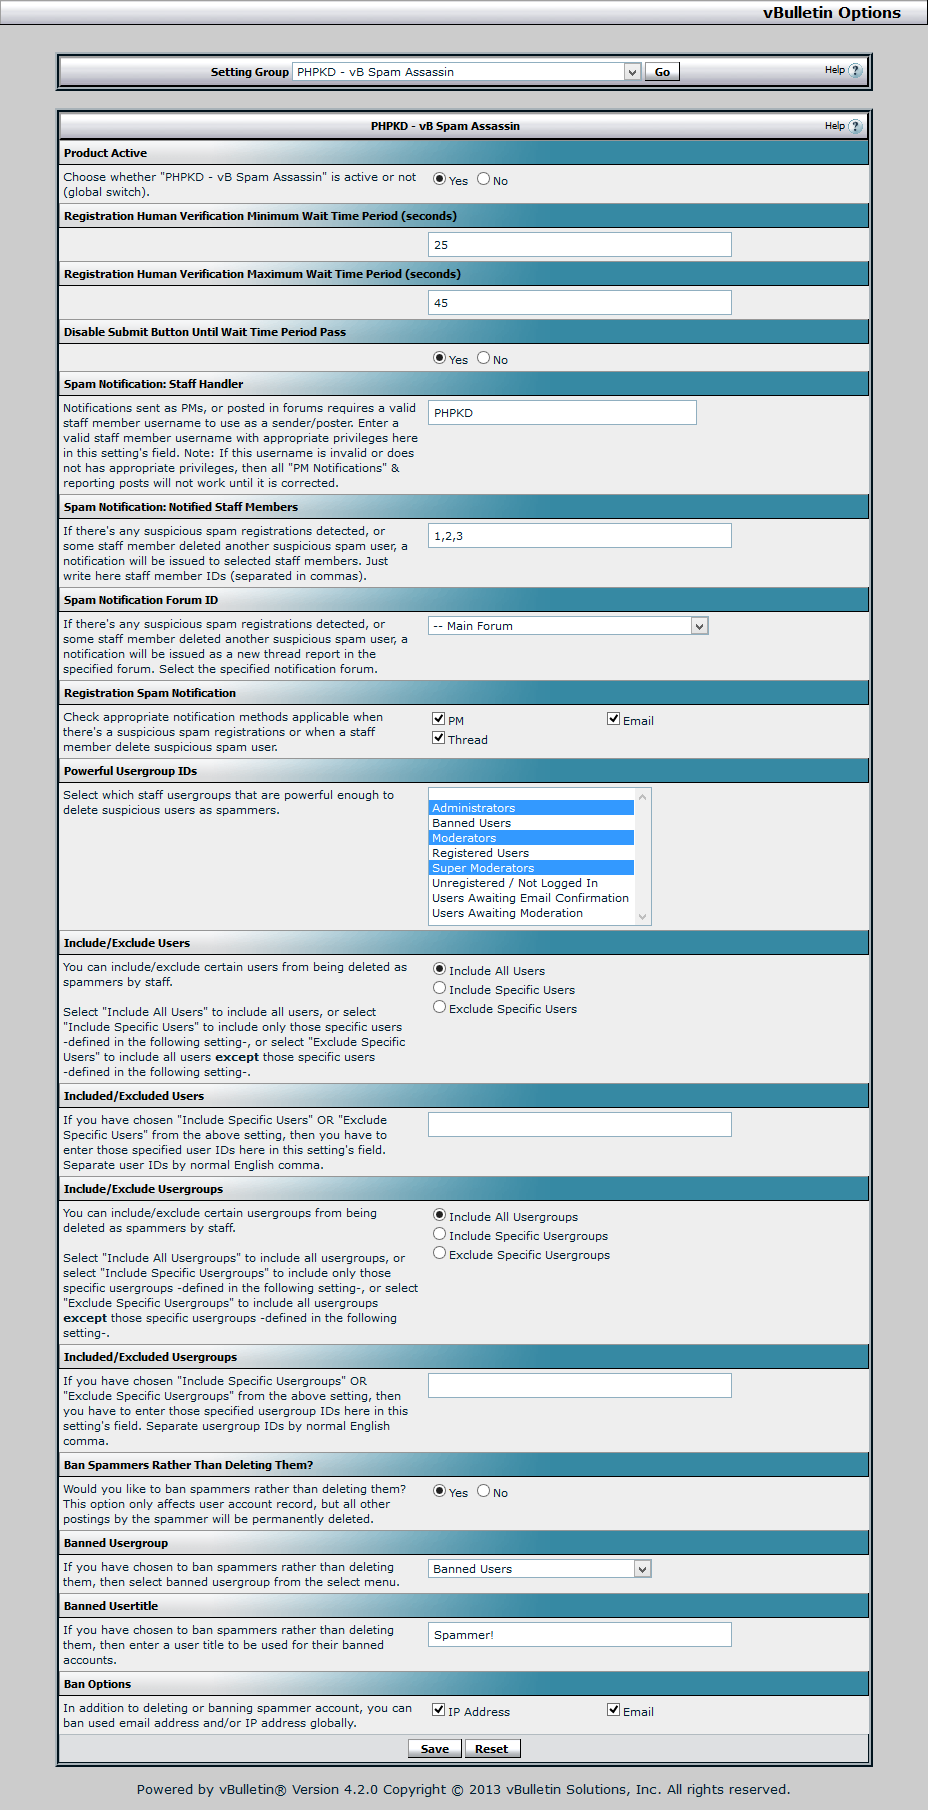 vBulletin Options
Setting Group PHPKD - vB Spam Assassin Go Help ?
PHPKD - vB Spam Assassin Help ?
Product Active
Choose whether "PHPKD - vB Spam Assassin" is active or not
(global switch).
Yes No
Registration Human Verification Minimum Wait Time Period (seconds)
25
Registration Human Verification Maximum Wait Time Period (seconds)
45
Disable Submit Button Until Wait Time Period Pass
Yes No
Spam Notification: Staff Handler
Notifications sent as PMs, or posted in forums requires a valid
staff member username to use as a sender/poster. Enter a
valid staff member username with appropriate privileges here
in this setting's field. Note: If this username is invalid or does
not has appropriate privileges, then all "PM Notifications" &
reporting posts will not work until it is corrected.
PHPKD
Spam Notification: Notified Staff Members
If there's any suspicious spam registrations detected, or
some staff member deleted another suspicious spam user, a
notification will be issued to selected staff members. Just
write here staff member IDs (separated in commas).
1,2,3
Spam Notification Forum ID
If there's any suspicious spam registrations detected, or
some staff member deleted another suspicious spam user, a
notification will be issued as a new thread report in the
specified forum. Select the specified notification forum.
-- Main Forum
Registration Spam Notification
Check appropriate notification methods applicable when
there's a suspicious spam registrations or when a staff
member delete suspicious spam user.
PM Email
Thread
Powerful Usergroup IDs
Select which staff usergroups that are powerful enough to
delete suspicious users as spammers.
Administrators
Banned Users
Moderators
Registered Users
Super Moderators
Unregistered / Not Logged In
Users Awaiting Email Confirmation
Users Awaiting Moderation
Include/Exclude Users
You can include/exclude certain users from being deleted as
spammers by staff.
Select "Include All Users" to include all users, or select
"Include Specific Users" to include only those specific users
-defined in the following setting-, or select "Exclude Specific
Users" to include all users except those specific users
-defined in the following setting-.
Include All Users
Include Specific Users
Exclude Specific Users
Included/Excluded Users
If you have chosen "Include Specific Users" OR "Exclude
Specific Users" from the above setting, then you have to
enter those specified user IDs here in this setting's field.
Separate user IDs by normal English comma.
Include/Exclude Usergroups
You can include/exclude certain usergroups from being
deleted as spammers by staff.
Select "Include All Usergroups" to include all usergroups, or
select "Include Specific Usergroups" to include only those
specific usergroups -defined in the following setting-, or select
"Exclude Specific Usergroups" to include all usergroups
except those specific usergroups -defined in the following
setting-.
Include All Usergroups
Include Specific Usergroups
Exclude Specific Usergroups
Included/Excluded Usergroups
If you have chosen "Include Specific Usergroups" OR
"Exclude Specific Usergroups" from the above setting, then
you have to enter those specified usergroup IDs here in this
setting's field. Separate usergroup IDs by normal English
comma.
Ban Spammers Rather Than Deleting Them?
Would you like to ban spammers rather than deleting them?
This option only affects user account record, but all other
postings by the spammer will be permanently deleted.
Yes No
Banned Usergroup
If you have chosen to ban spammers rather than deleting
them, then select banned usergroup from the select menu.
Banned Users
Banned Usertitle
If you have chosen to ban spammers rather than deleting
them, then enter a user title to be used for their banned
accounts.
Spammer!
Ban Options
In addition to deleting or banning spammer account, you can
ban used email address and/or IP address globally.
IP Address Email
Save Reset
Powered by vBulletin® Version 4.2.0 Copyright © 2013 vBulletin Solutions, Inc. All rights reserved.